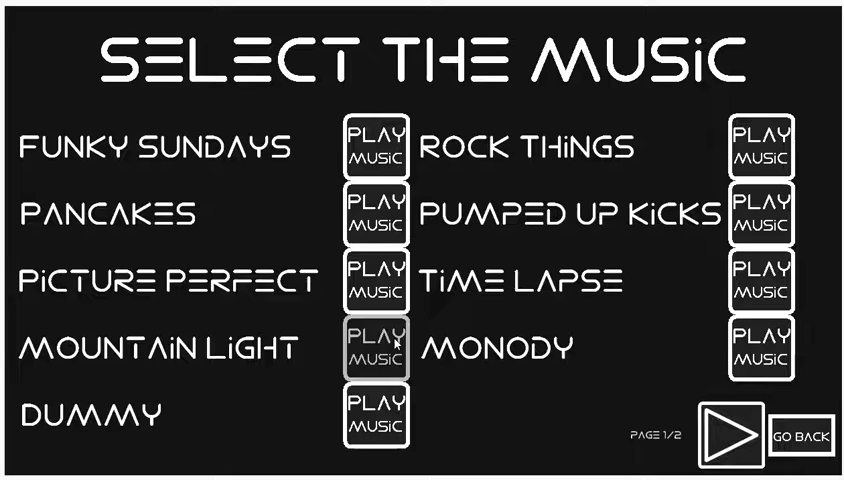 SELECT THE MUSiC
FUNKY SUNDAYS
PLAY
MUSiC
ROCK THiNGS
PLAY
MUSiC
PANCAKES
PLAY
MUSiC
PUMPED UP KiCKS
PLAY
MUSiC
PiCTURE PERFECT
PLAY
MUSiC
TiME LAPSE
PLAY
MUSiC
MOUNTAiN LiGHT
PLAY
MUSiC
MONODY
PLAY
MUSiC
DUMMY
PLAY
MUSiC
PAGE 1/2
GO BACK